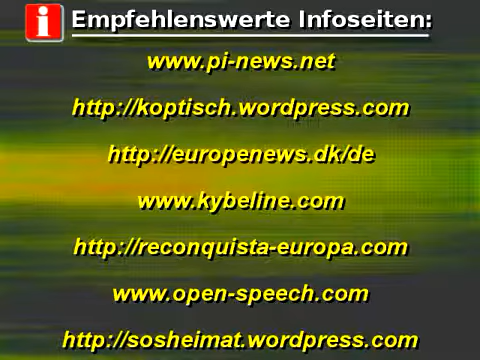 i Empfehlenswerte Infoseiten:
www.pi-news.net
http://koptisch.wordpress.com
http://europenews.dk/de
www.kybeline.com
http://reconquista-europa.com
www.open-speech.com
http://sosheimat.wordpress.com